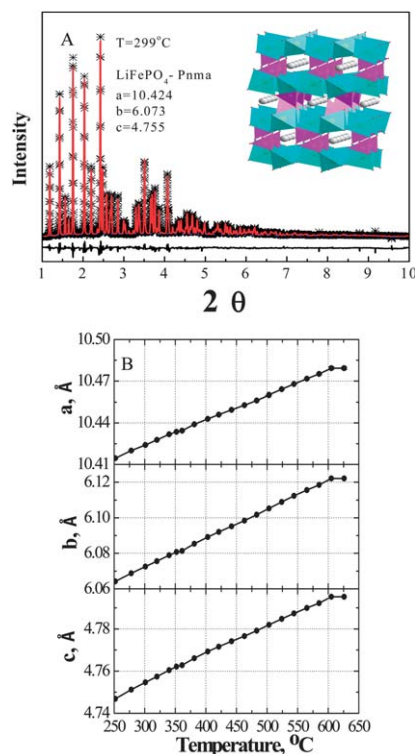 A
T=299°C
LiFePO₄- Pnma
a=10.424
b=6.073
c=4.755
Intensity
1 2 3 4 5 6 7 8 9 10
2 θ
B
10.50
10.47
10.44
10.41
a, Å
6.12
6.10
6.08
6.06
b, Å
4.78
4.76
4.74
c, Å
250 300 350 400 450 500 550 600 650
Temperature, ⁰C